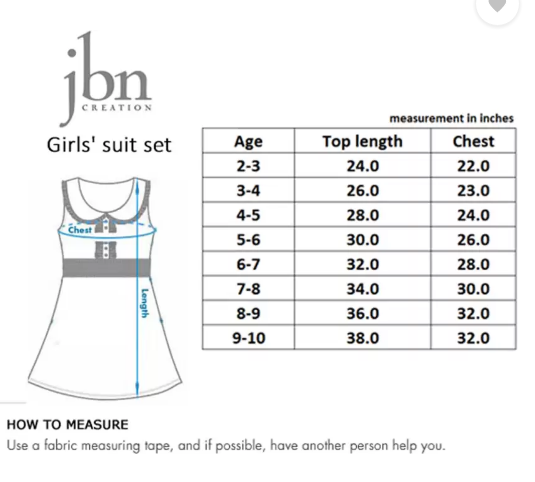 jbn
CREATION
Girls' suit set
measurement in inches
Age Top length Chest
2-3 24.0 22.0
3-4 26.0 23.0
4-5 28.0 24.0
5-6 30.0 26.0
6-7 32.0 28.0
7-8 34.0 30.0
8-9 36.0 32.0
9-10 38.0 32.0
Chest
Length
HOW TO MEASURE
Use a fabric measuring tape, and if possible, have another person help you.